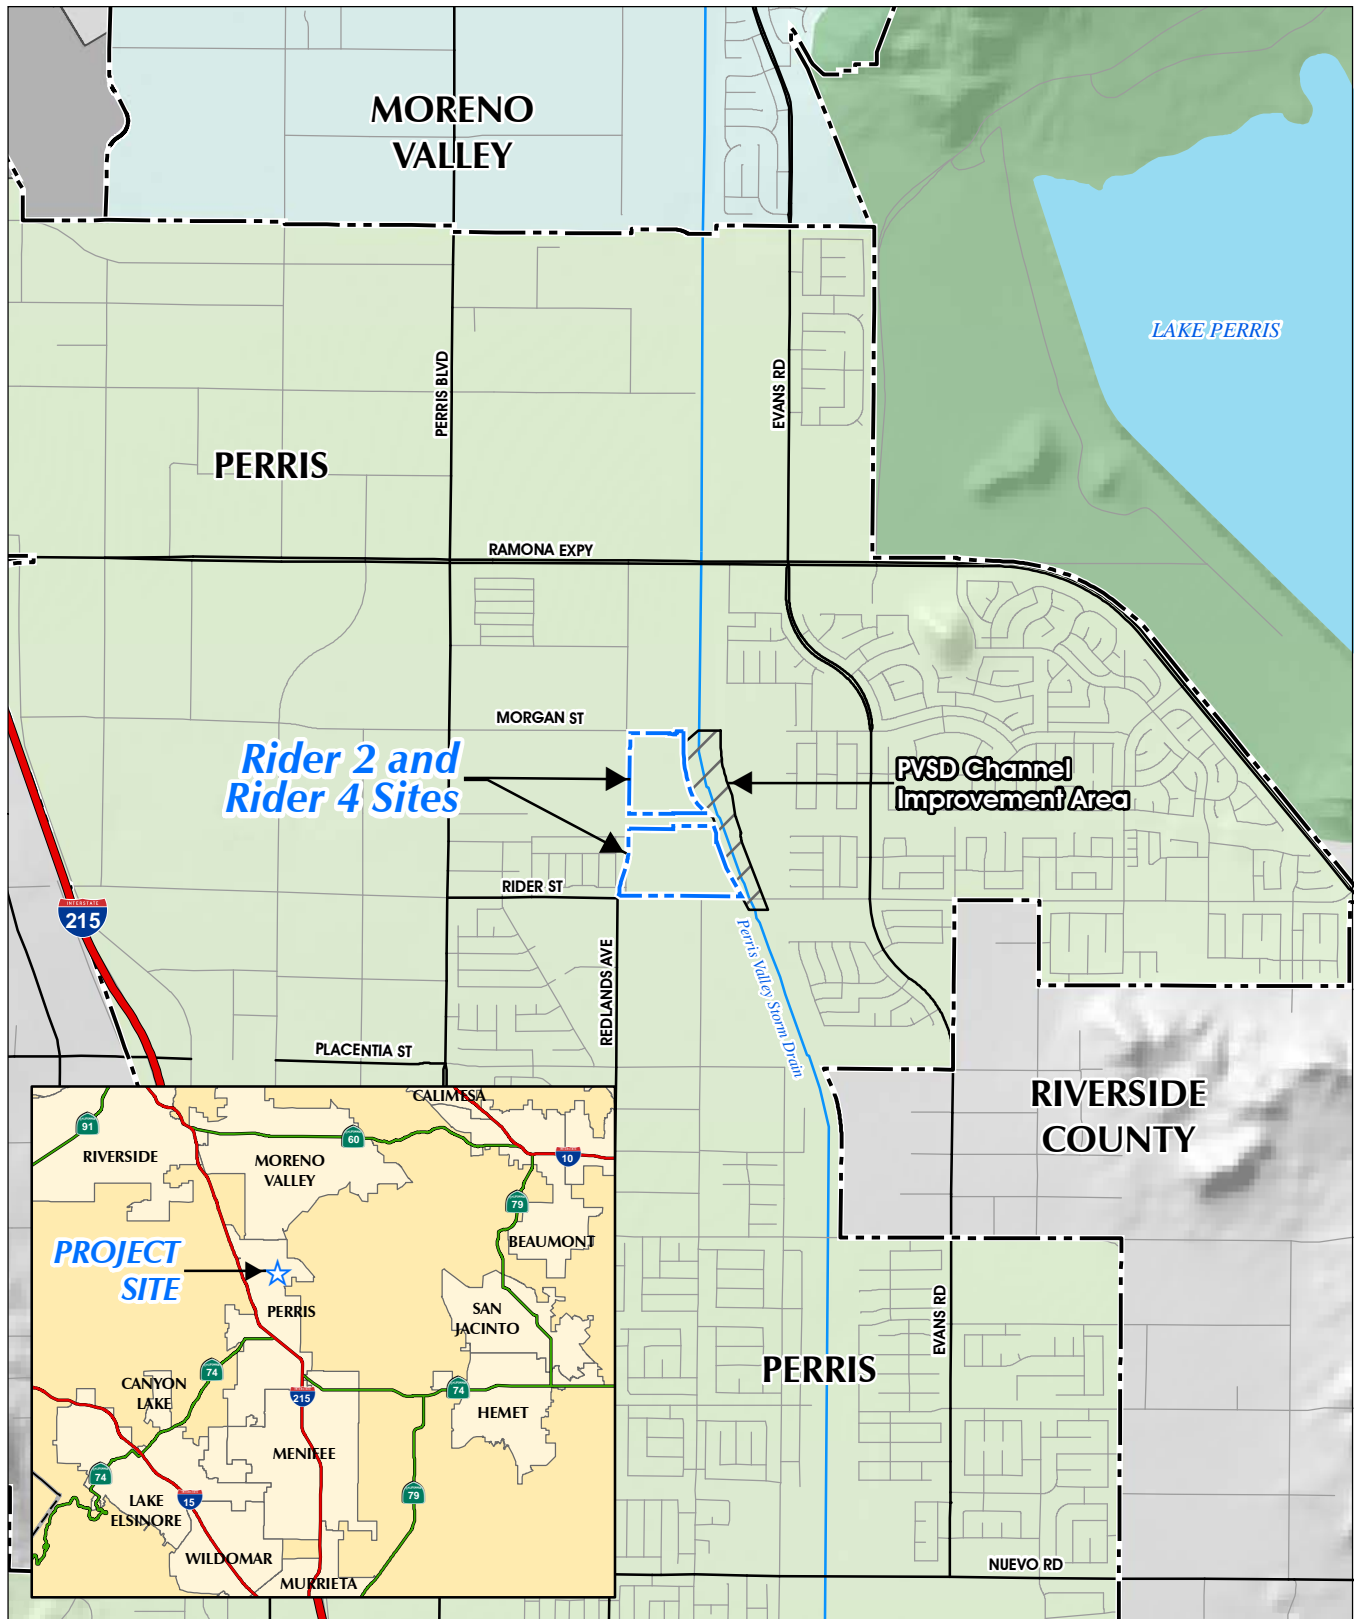 MORENO
VALLEY
LAKE PERRIS
PERRIS BLVD
EVANS RD
PERRIS
RAMONA EXPY
MORGAN ST
Rider 2 and
Rider 4 Sites
PVSD Channel
Improvement Area
RIDER ST
INTERSTATE
215
Perris Valley Storm Drain
REDLANDS AVE
PLACENTIA ST
RIVERSIDE
COUNTY
CALIMESA
91
60
RIVERSIDE
MORENO
VALLEY
10
79
BEAUMONT
PROJECT
SITE
PERRIS
SAN
JACINTO
74
CANYON
LAKE
215
74
HEMET
MENIFEE
74
79
15
LAKE
ELSINORE
WILDOMAR
MURRIETA
EVANS RD
PERRIS
NUEVO RD